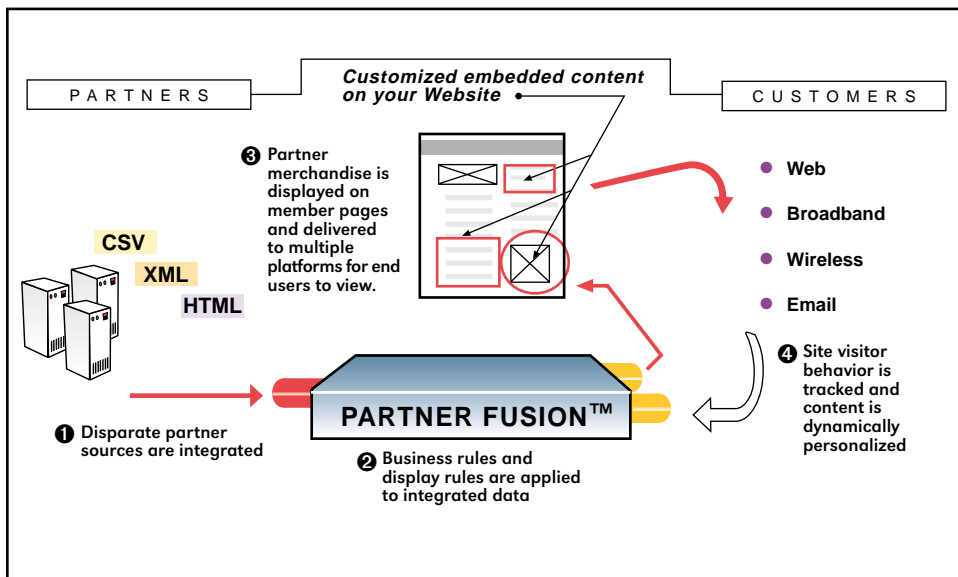 PARTNERS
Customized embedded content
on your Website
CUSTOMERS
❸ Partner
merchandise is
displayed on
member pages
and delivered
to multiple
platforms for end
users to view.
CSV
XML
HTML
• Web
• Broadband
• Wireless
• Email
❶ Disparate partner
sources are integrated
PARTNER FUSION™
❷ Business rules and
display rules are applied
to integrated data
❹ Site visitor
behavior is
tracked and
content is
dynamically
personalized